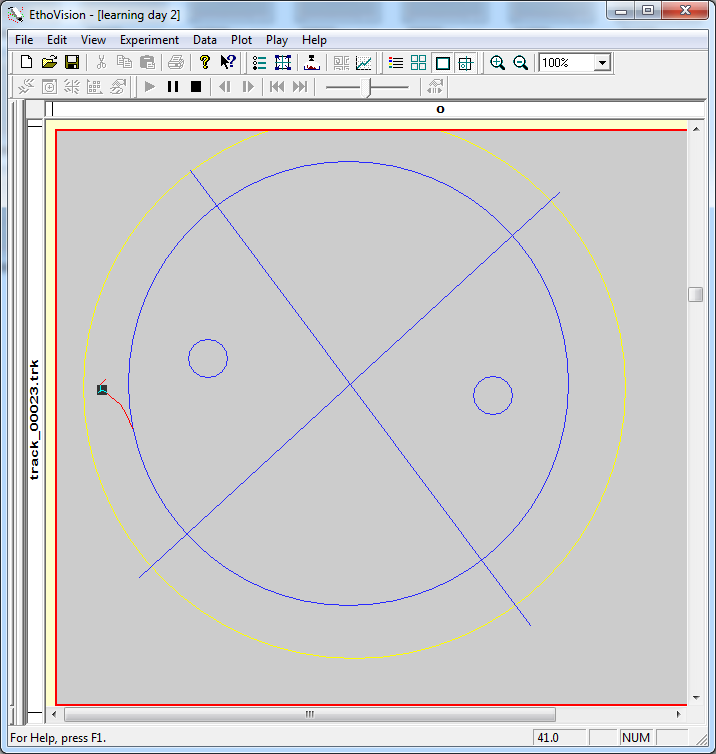 EthoVision - [learning day 2]
File Edit View Experiment Data Plot Play Help
100%
O
track_00023.trk
For Help, press F1.
41.0
NUM